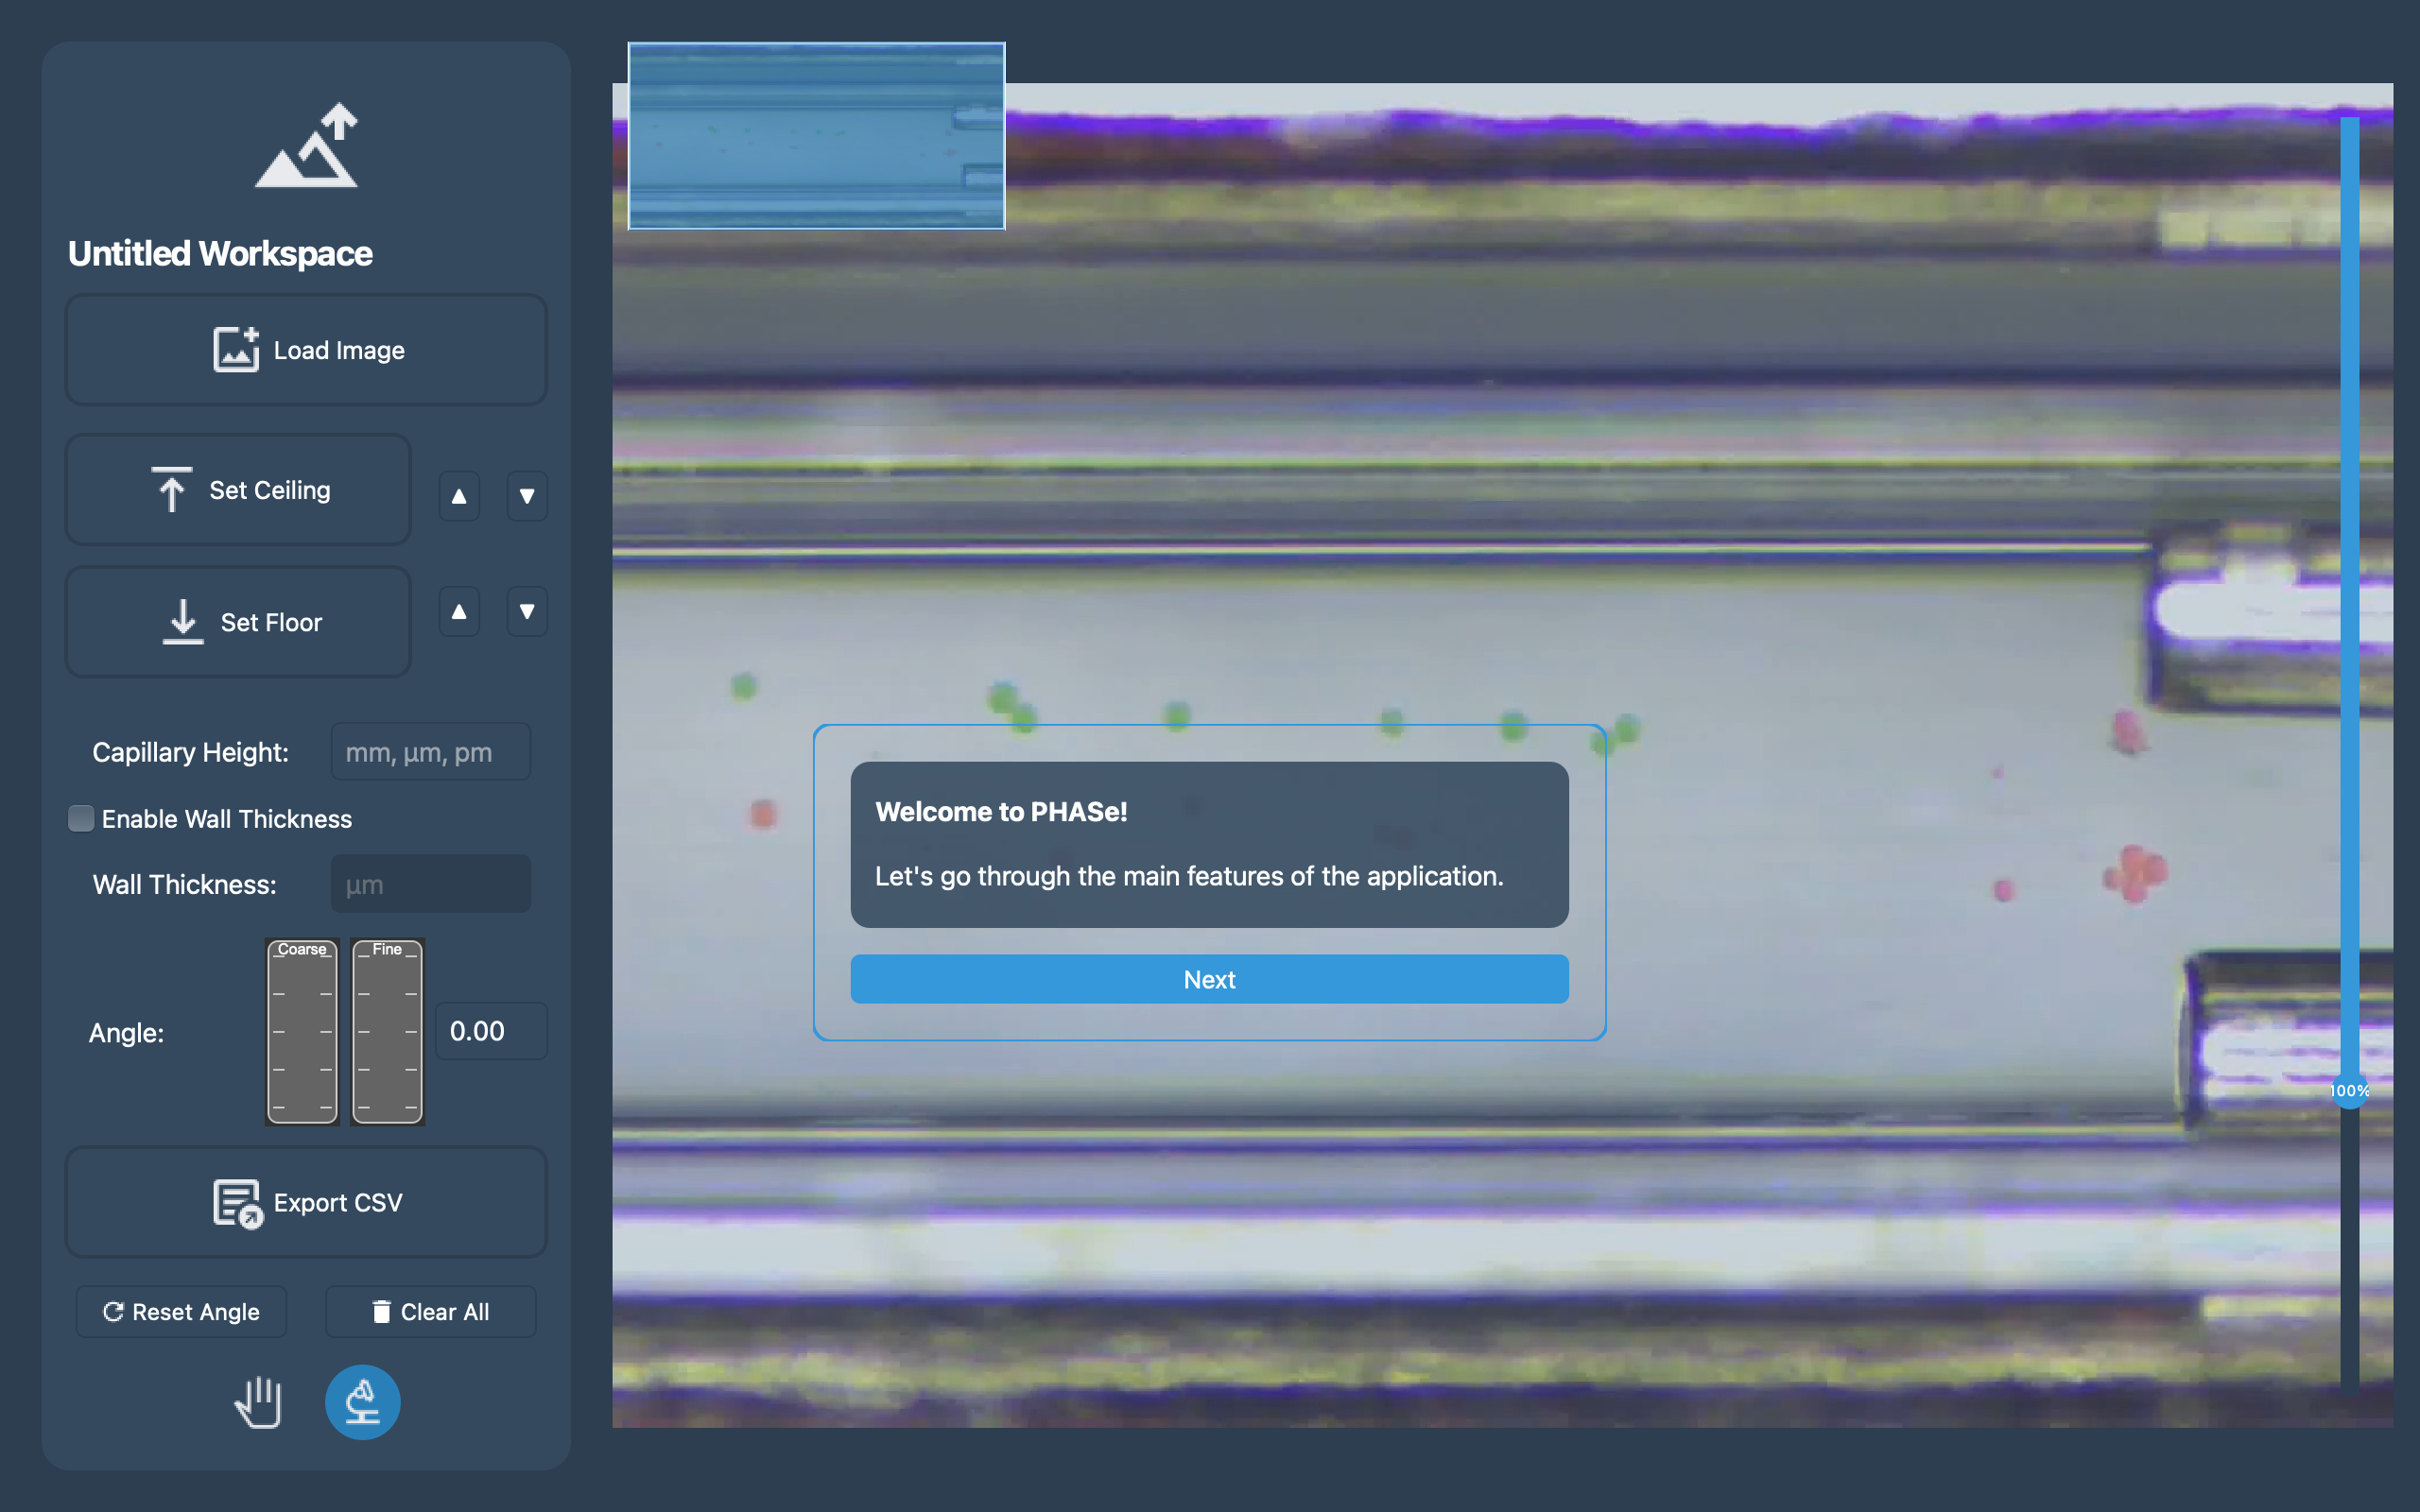 Untitled Workspace
Load Image
Set Ceiling
▲ ▼
Set Floor
▲ ▼
Capillary Height: mm, µm, pm
Enable Wall Thickness
Wall Thickness: µm
Coarse Fine
Angle: 0.00
Export CSV
Reset Angle Clear All
Welcome to PHASe!
Let's go through the main features of the application.
Next
100%